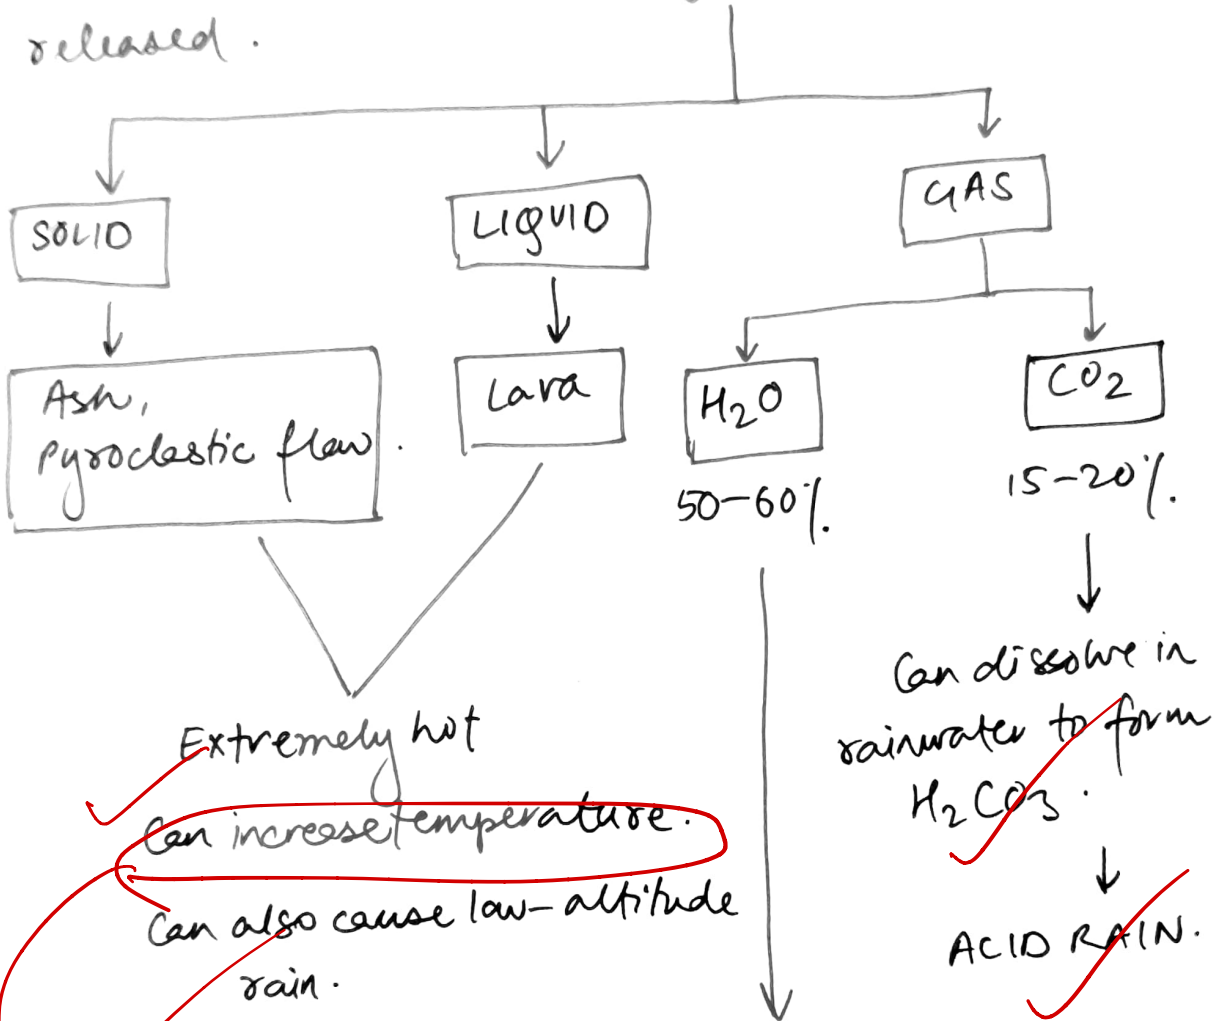 released.
SOLID
LIQUID
GAS
Ash,
pyroclastic flow.
Lava
H2O
CO2
50-60%.
15-20%.
Extremely hot
Can increase temperature.
Can also cause low-altitude
rain.
Can dissolve in
rainwater to form
H2CO3.
ACID RAIN.